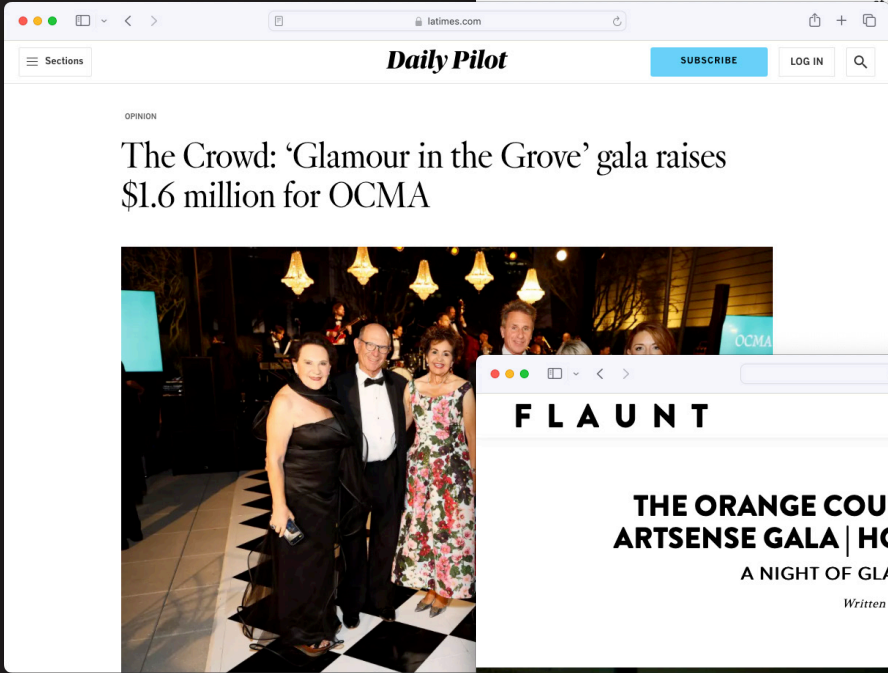 latimes.com
Sections
Daily Pilot
SUBSCRIBE
LOG IN
OPINION
The Crowd: ‘Glamour in the Grove’ gala raises
$1.6 million for OCMA
OCMA
FLAUNT
THE ORANGE COU
ARTSENSE GALA | HO
A NIGHT OF GLA
Written